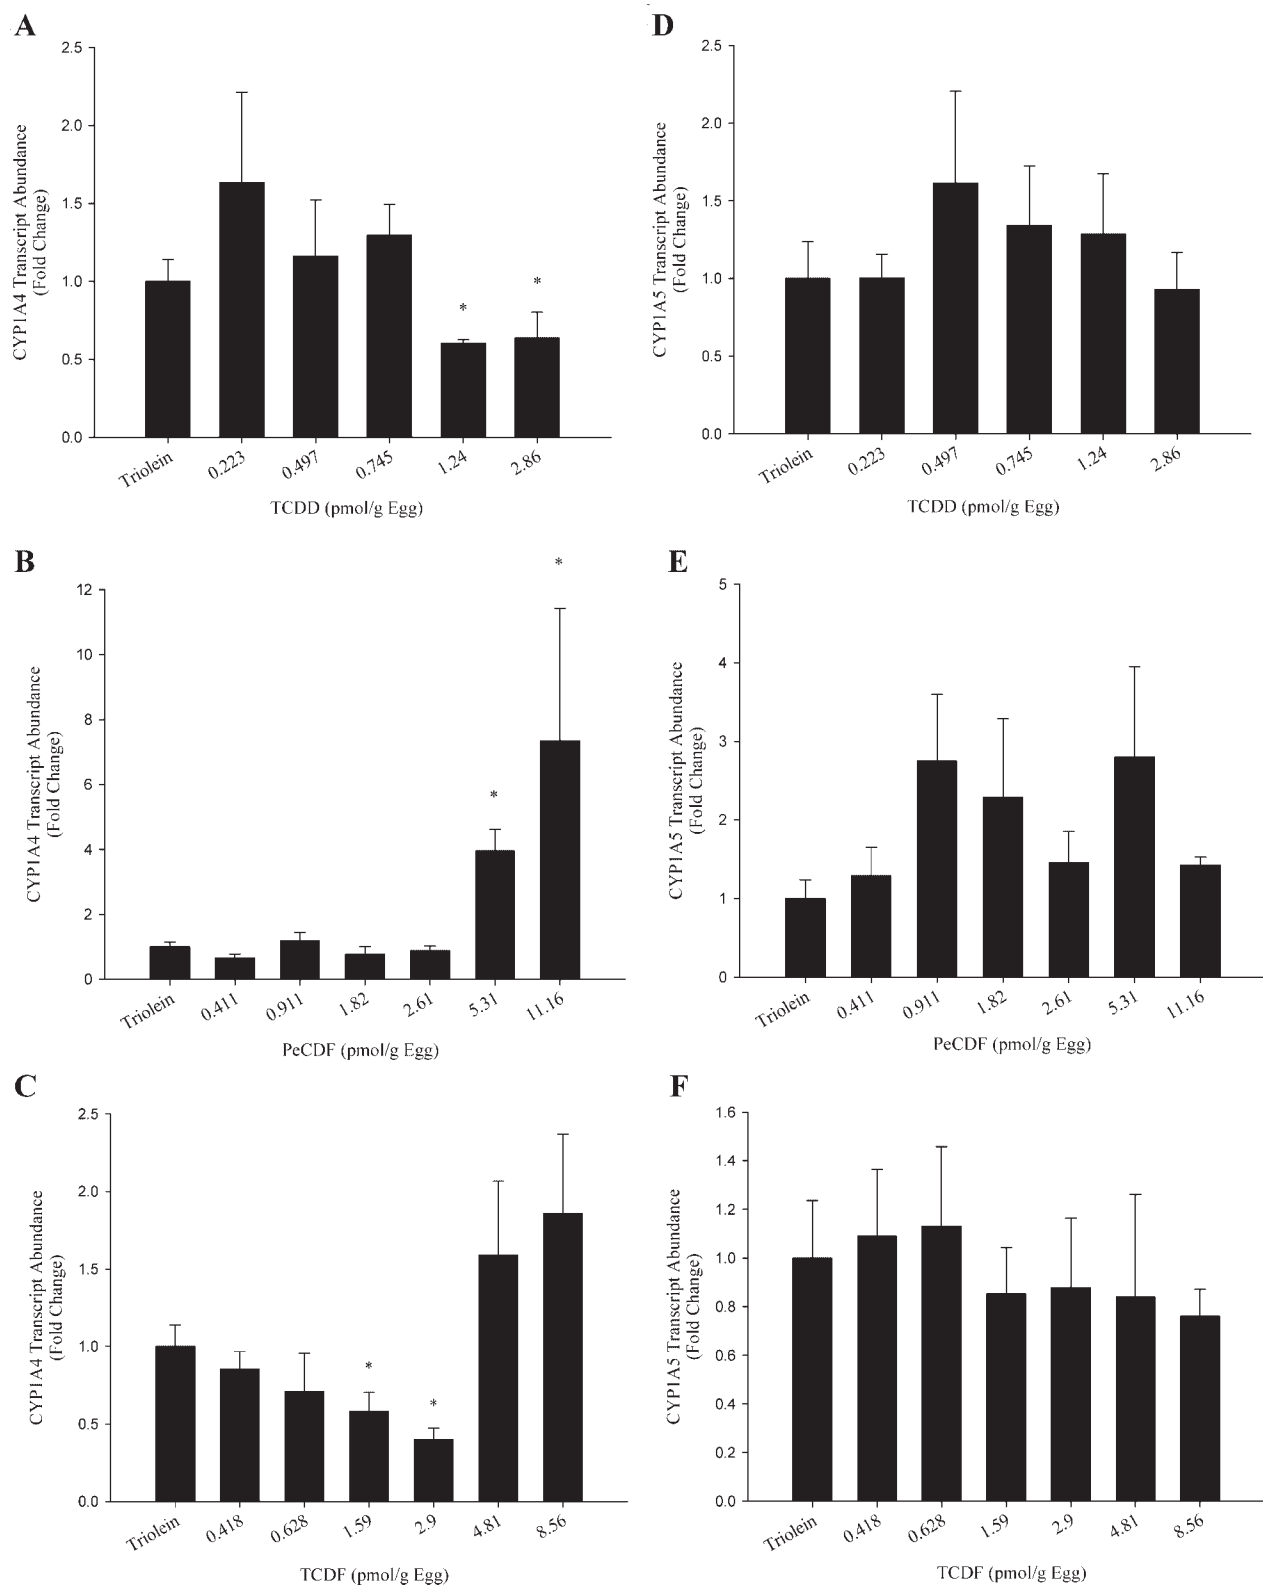 A
CYP1A4 Transcript Abundance
(Fold Change)
2.5
2.0
1.5
1.0
0.5
0.0
*
*
Triolein 0.223 0.497 0.745 1.24 2.86
TCDD (pmol/g Egg)
D
CYP1A5 Transcript Abundance
(Fold Change)
2.5
2.0
1.5
1.0
0.5
0.0
Triolein 0.223 0.497 0.745 1.24 2.86
TCDD (pmol/g Egg)
B
CYP1A4 Transcript Abundance
(Fold Change)
12
10
8
6
4
2
0
*
*
Triolein 0.411 0.911 1.82 2.61 5.31 11.16
PeCDF (pmol/g Egg)
E
CYP1A5 Transcript Abundance
(Fold Change)
5
4
3
2
1
0
Triolein 0.411 0.911 1.82 2.61 5.31 11.16
PeCDF (pmol/g Egg)
C
CYP1A4 Transcript Abundance
(Fold Change)
2.5
2.0
1.5
1.0
0.5
0.0
*
*
Triolein 0.418 0.628 1.59 2.9 4.81 8.56
TCDF (pmol/g Egg)
F
CYP1A5 Transcript Abundance
(Fold Change)
1.6
1.4
1.2
1.0
0.8
0.6
0.4
0.2
0.0
Triolein 0.418 0.628 1.59 2.9 4.81 8.56
TCDF (pmol/g Egg)